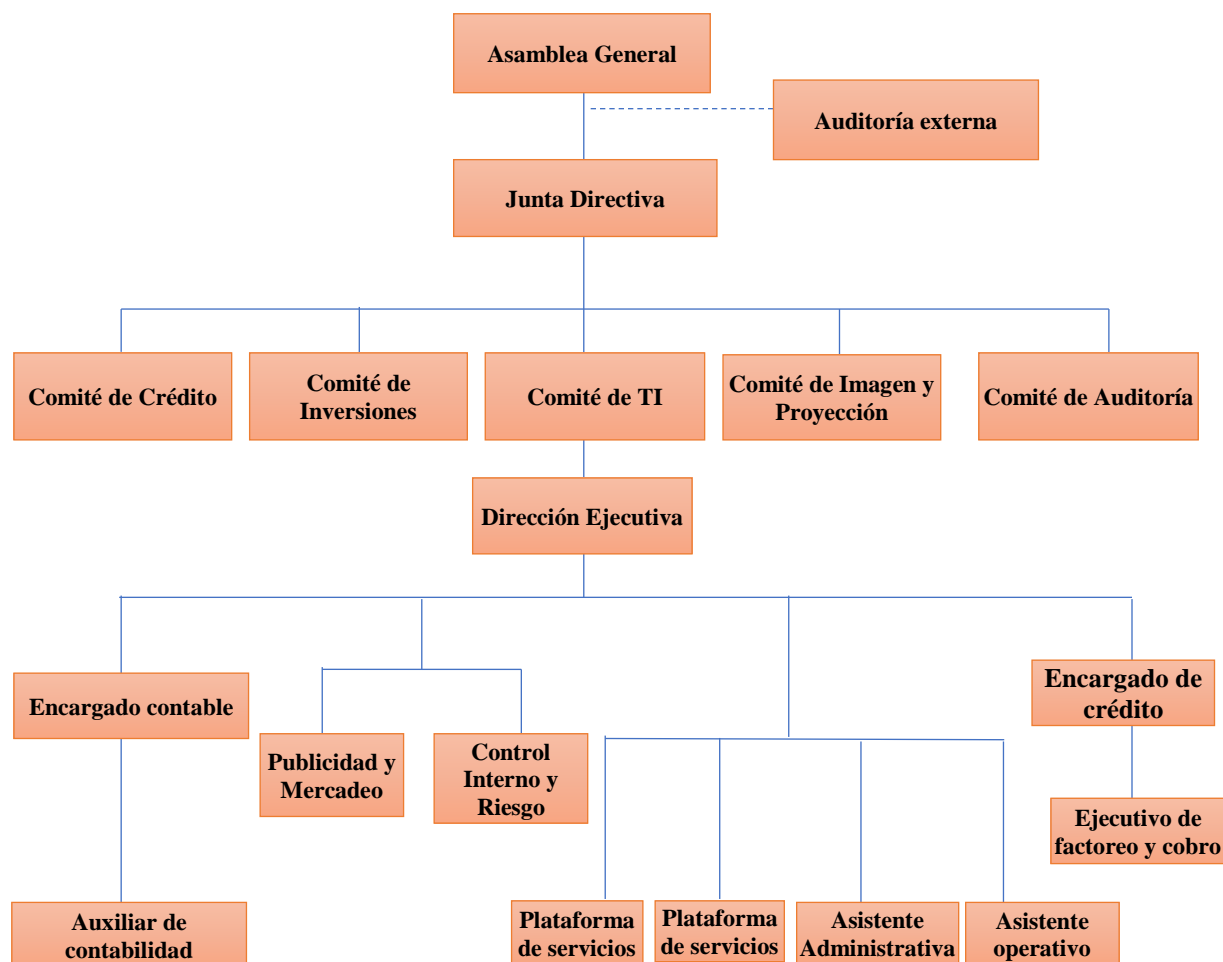 Asamblea General
Auditoría externa
Junta Directiva
Comité de Crédito
Comité de
Inversiones
Comité de TI
Comité de Imagen y
Proyección
Comité de Auditoría
Dirección Ejecutiva
Encargado contable
Publicidad y
Mercadeo
Control
Interno y
Riesgo
Encargado de
crédito
Ejecutivo de
factoreo y cobro
Auxiliar de
contabilidad
Plataforma
de servicios
Plataforma
de servicios
Asistente
Administrativa
Asistente
operativo